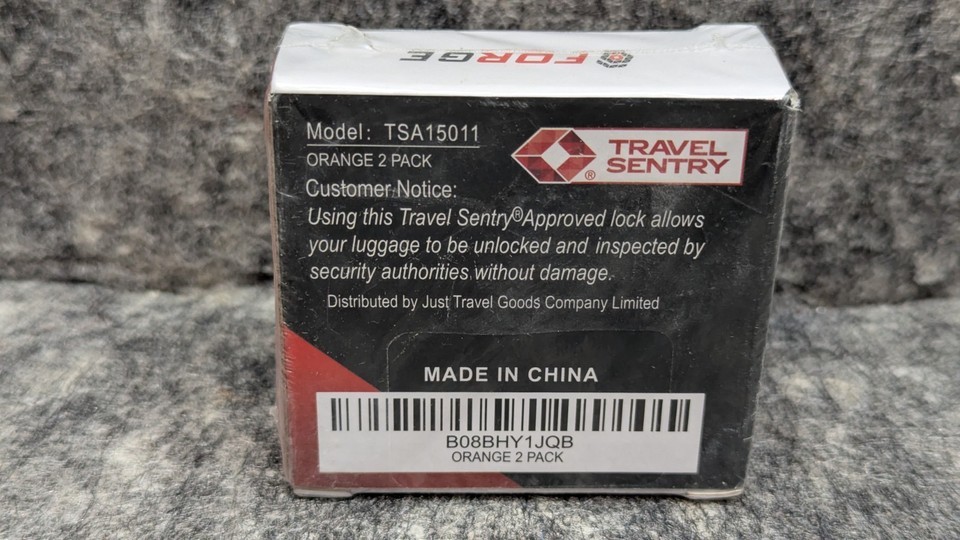 FORGE
Model: TSA15011
ORANGE 2 PACK
TRAVEL
SENTRY
®
Customer Notice:
Using this Travel Sentry®Approved lock allows
your luggage to be unlocked and inspected by
security authorities without damage.
Distributed by Just Travel Goods Company Limited
MADE IN CHINA
B08BHY1JQB
ORANGE 2 PACK